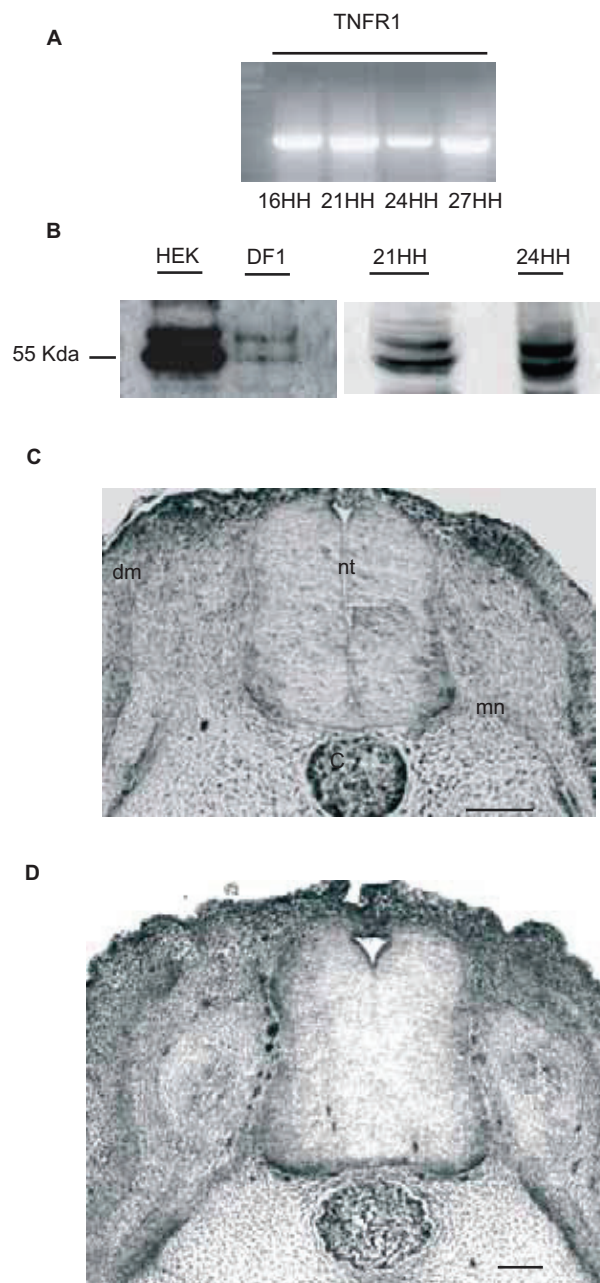 A
TNFR1
16HH 21HH 24HH 27HH
B
HEK DF1 21HH 24HH
55 Kda
C
dm
nt
mn
C
D